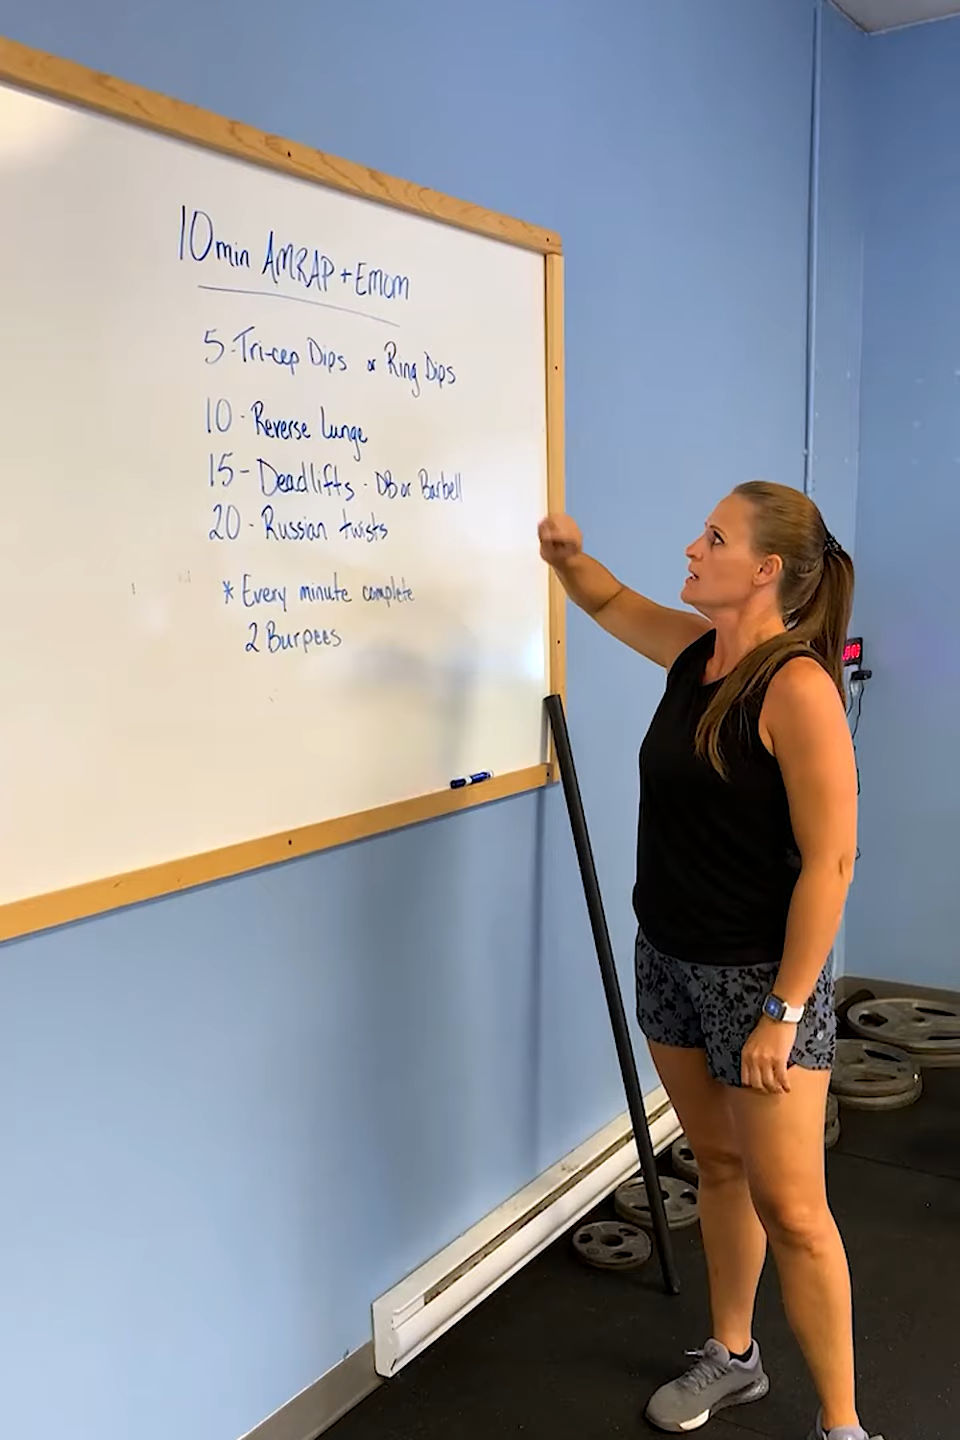 10min AMRAP + EMOM
5-Tri-cep Dips or Ring Dips
10 - Reverse Lunge
15 - Deadlifts - DB or Barbell
20 - Russian twists
* Every minute complete
2 Burpees